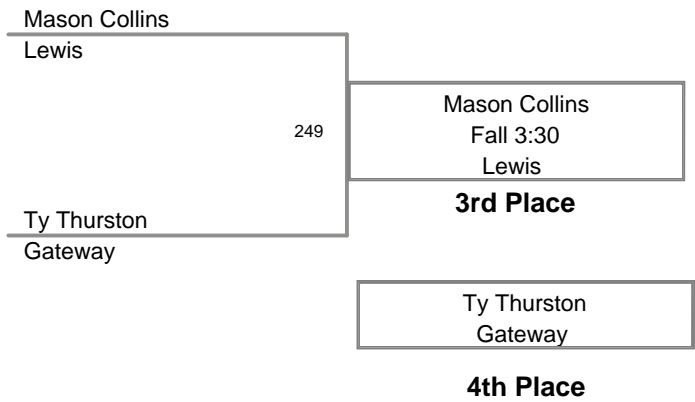 Mason Collins
Lewis
249
Mason Collins
Fall 3:30
Lewis
3rd Place
Ty Thurston
Gateway
Ty Thurston
Gateway
4th Place